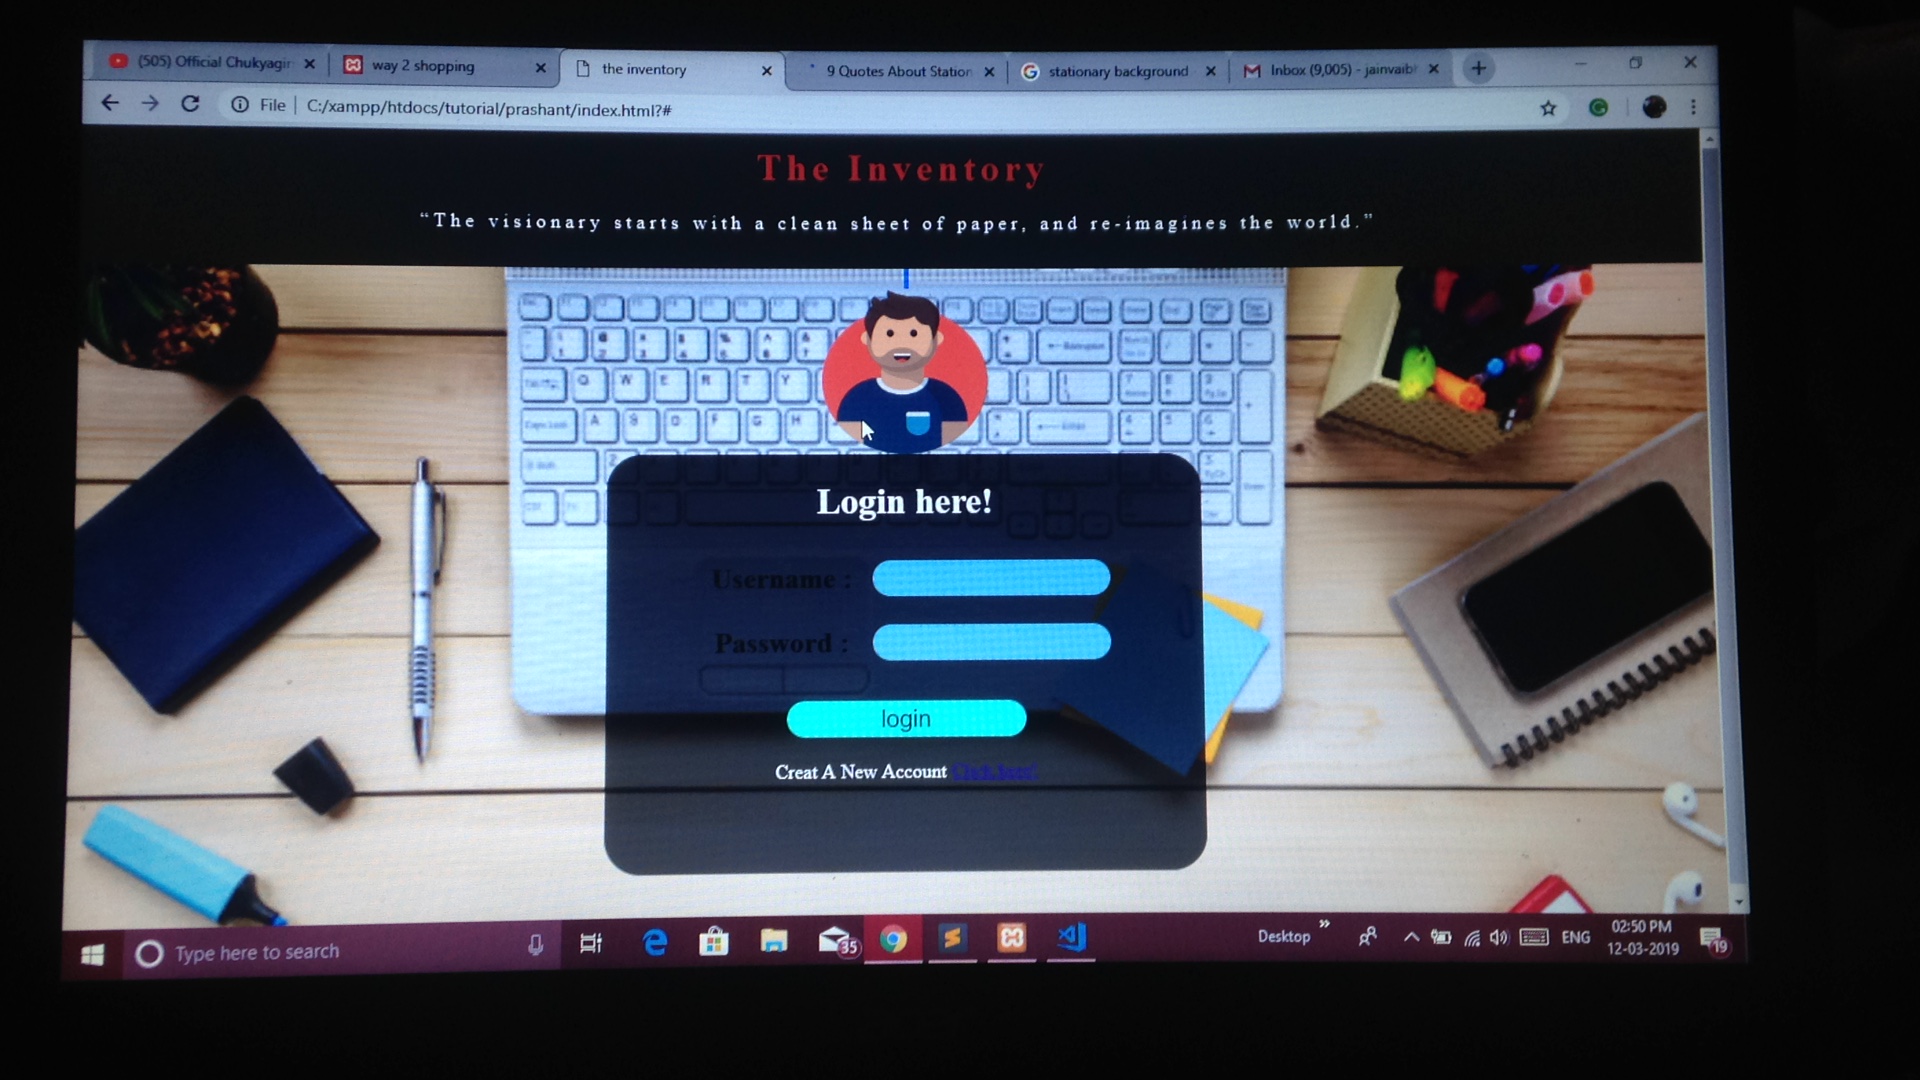 (505) Official Chukyagir
way 2 shopping
the inventory
9 Quotes About Station
stationary background
Inbox (9,005) - jainvaib
File
C:/xampp/htdocs/tutorial/prashant/index.html?#
The Inventory
“The visionary starts with a clean sheet of paper, and re-imagines the world.”
Q W E R T Y
A S D F G H
Login here!
Username :
Password :
login
Creat A New Account Click here!
Type here to search
35
Desktop
ENG
02:50 PM
12-03-2019
19